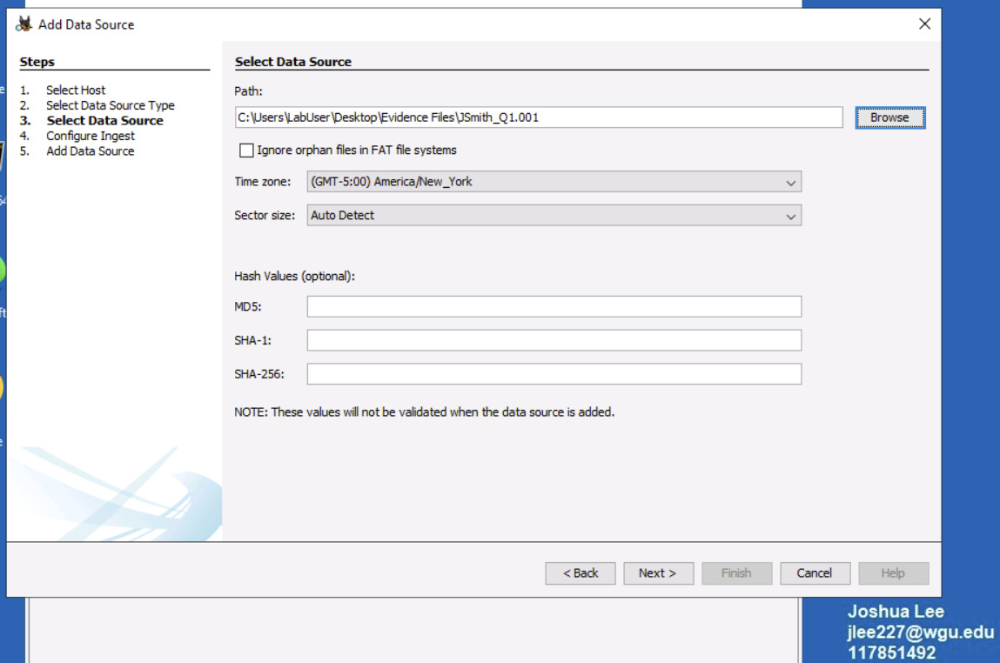 Add Data Source
Steps
1. Select Host
2. Select Data Source Type
3. Select Data Source
4. Configure Ingest
5. Add Data Source
Select Data Source
Path:
C:\Users\LabUser\Desktop\Evidence Files\JSmith_Q1.001
Browse
Ignore orphan files in FAT file systems
Time zone: (GMT-5:00) America/New_York
Sector size: Auto Detect
Hash Values (optional):
MD5:
SHA-1:
SHA-256:
NOTE: These values will not be validated when the data source is added.
< Back Next > Finish Cancel Help
Joshua Lee
jlee227@wgu.edu
117851492